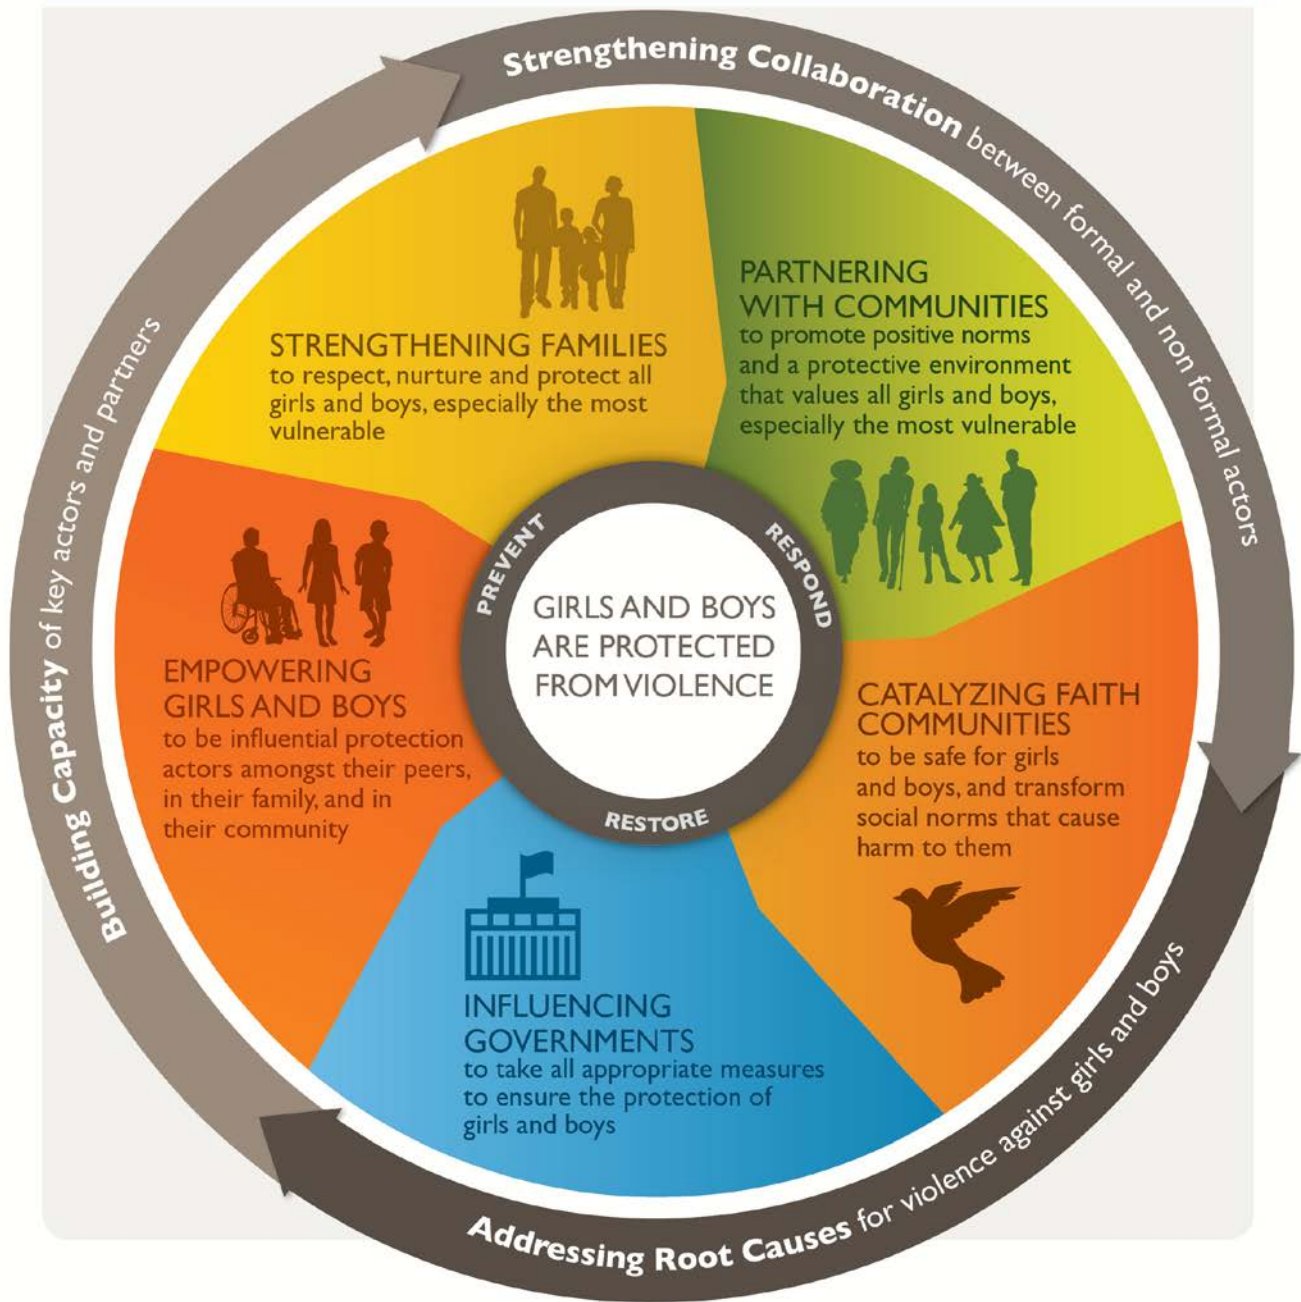 Strengthening Collaboration between formal and non formal actors
Building Capacity of key actors and partners
STRENGTHENING FAMILIES
to respect, nurture and protect all
girls and boys, especially the most
vulnerable
PARTNERING
WITH COMMUNITIES
to promote positive norms
and a protective environment
that values all girls and boys,
especially the most vulnerable
PREVENT
RESPOND
RESTORE
GIRLS AND BOYS
ARE PROTECTED
FROM VIOLENCE
EMPOWERING
GIRLS AND BOYS
to be influential protection
actors amongst their peers,
in their family, and in
their community
CATALYZING FAITH
COMMUNITIES
to be safe for girls
and boys, and transform
social norms that cause
harm to them
INFLUENCING
GOVERNMENTS
to take all appropriate measures
to ensure the protection of
girls and boys
Addressing Root Causes for violence against girls and boys